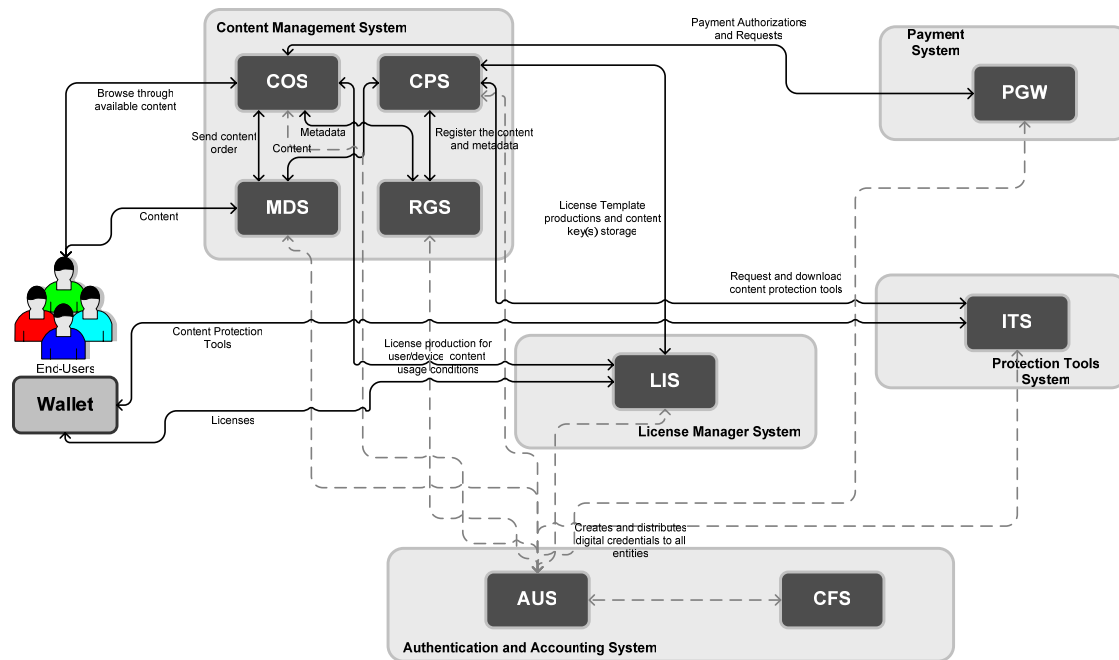 Content Management System
Payment Authorizations
and Requests
Payment
System
COS
CPS
PGW
Browse through
available content
Send content
order
Metadata
Content
Register the content
and metadata
MDS
RGS
Content
License Template
productions and content
key(s) storage
Request and download
content protection tools
ITS
Protection Tools
System
End-Users
Content Protection
Tools
License production for
user/device, content
usage conditions
LIS
License Manager System
Wallet
Licenses
Creates and distributes
digital credentials to all
entities
AUS
CFS
Authentication and Accounting System